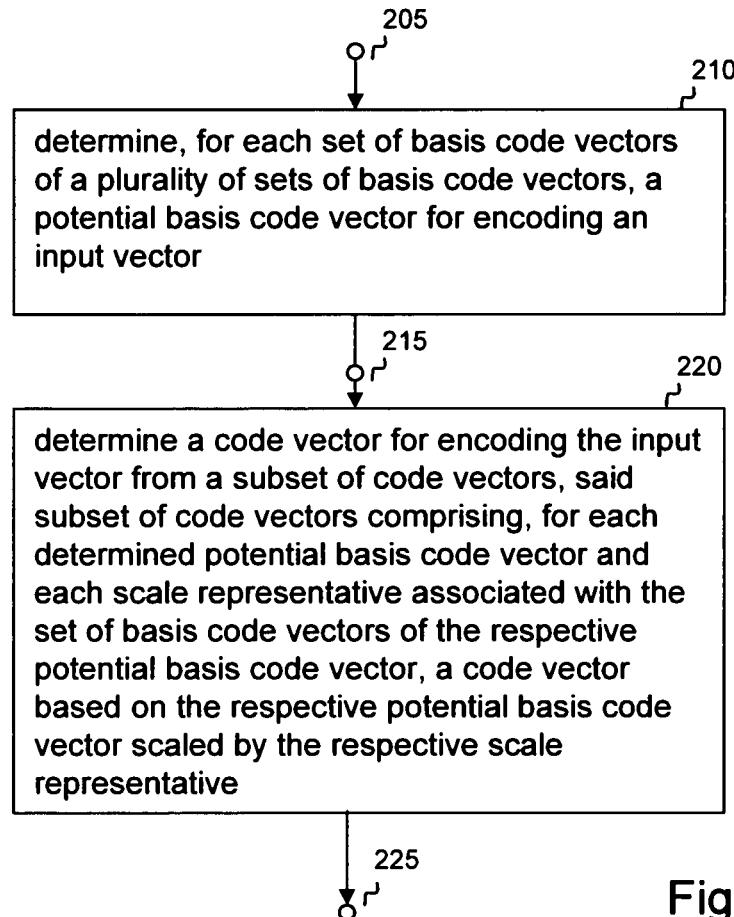 205
210
determine, for each set of basis code vectors
of a plurality of sets of basis code vectors, a
potential basis code vector for encoding an
input vector
215
220
determine a code vector for encoding the input
vector from a subset of code vectors, said
subset of code vectors comprising, for each
determined potential basis code vector and
each scale representative associated with the
set of basis code vectors of the respective
potential basis code vector, a code vector
based on the respective potential basis code
vector scaled by the respective scale
representative
225
Fig